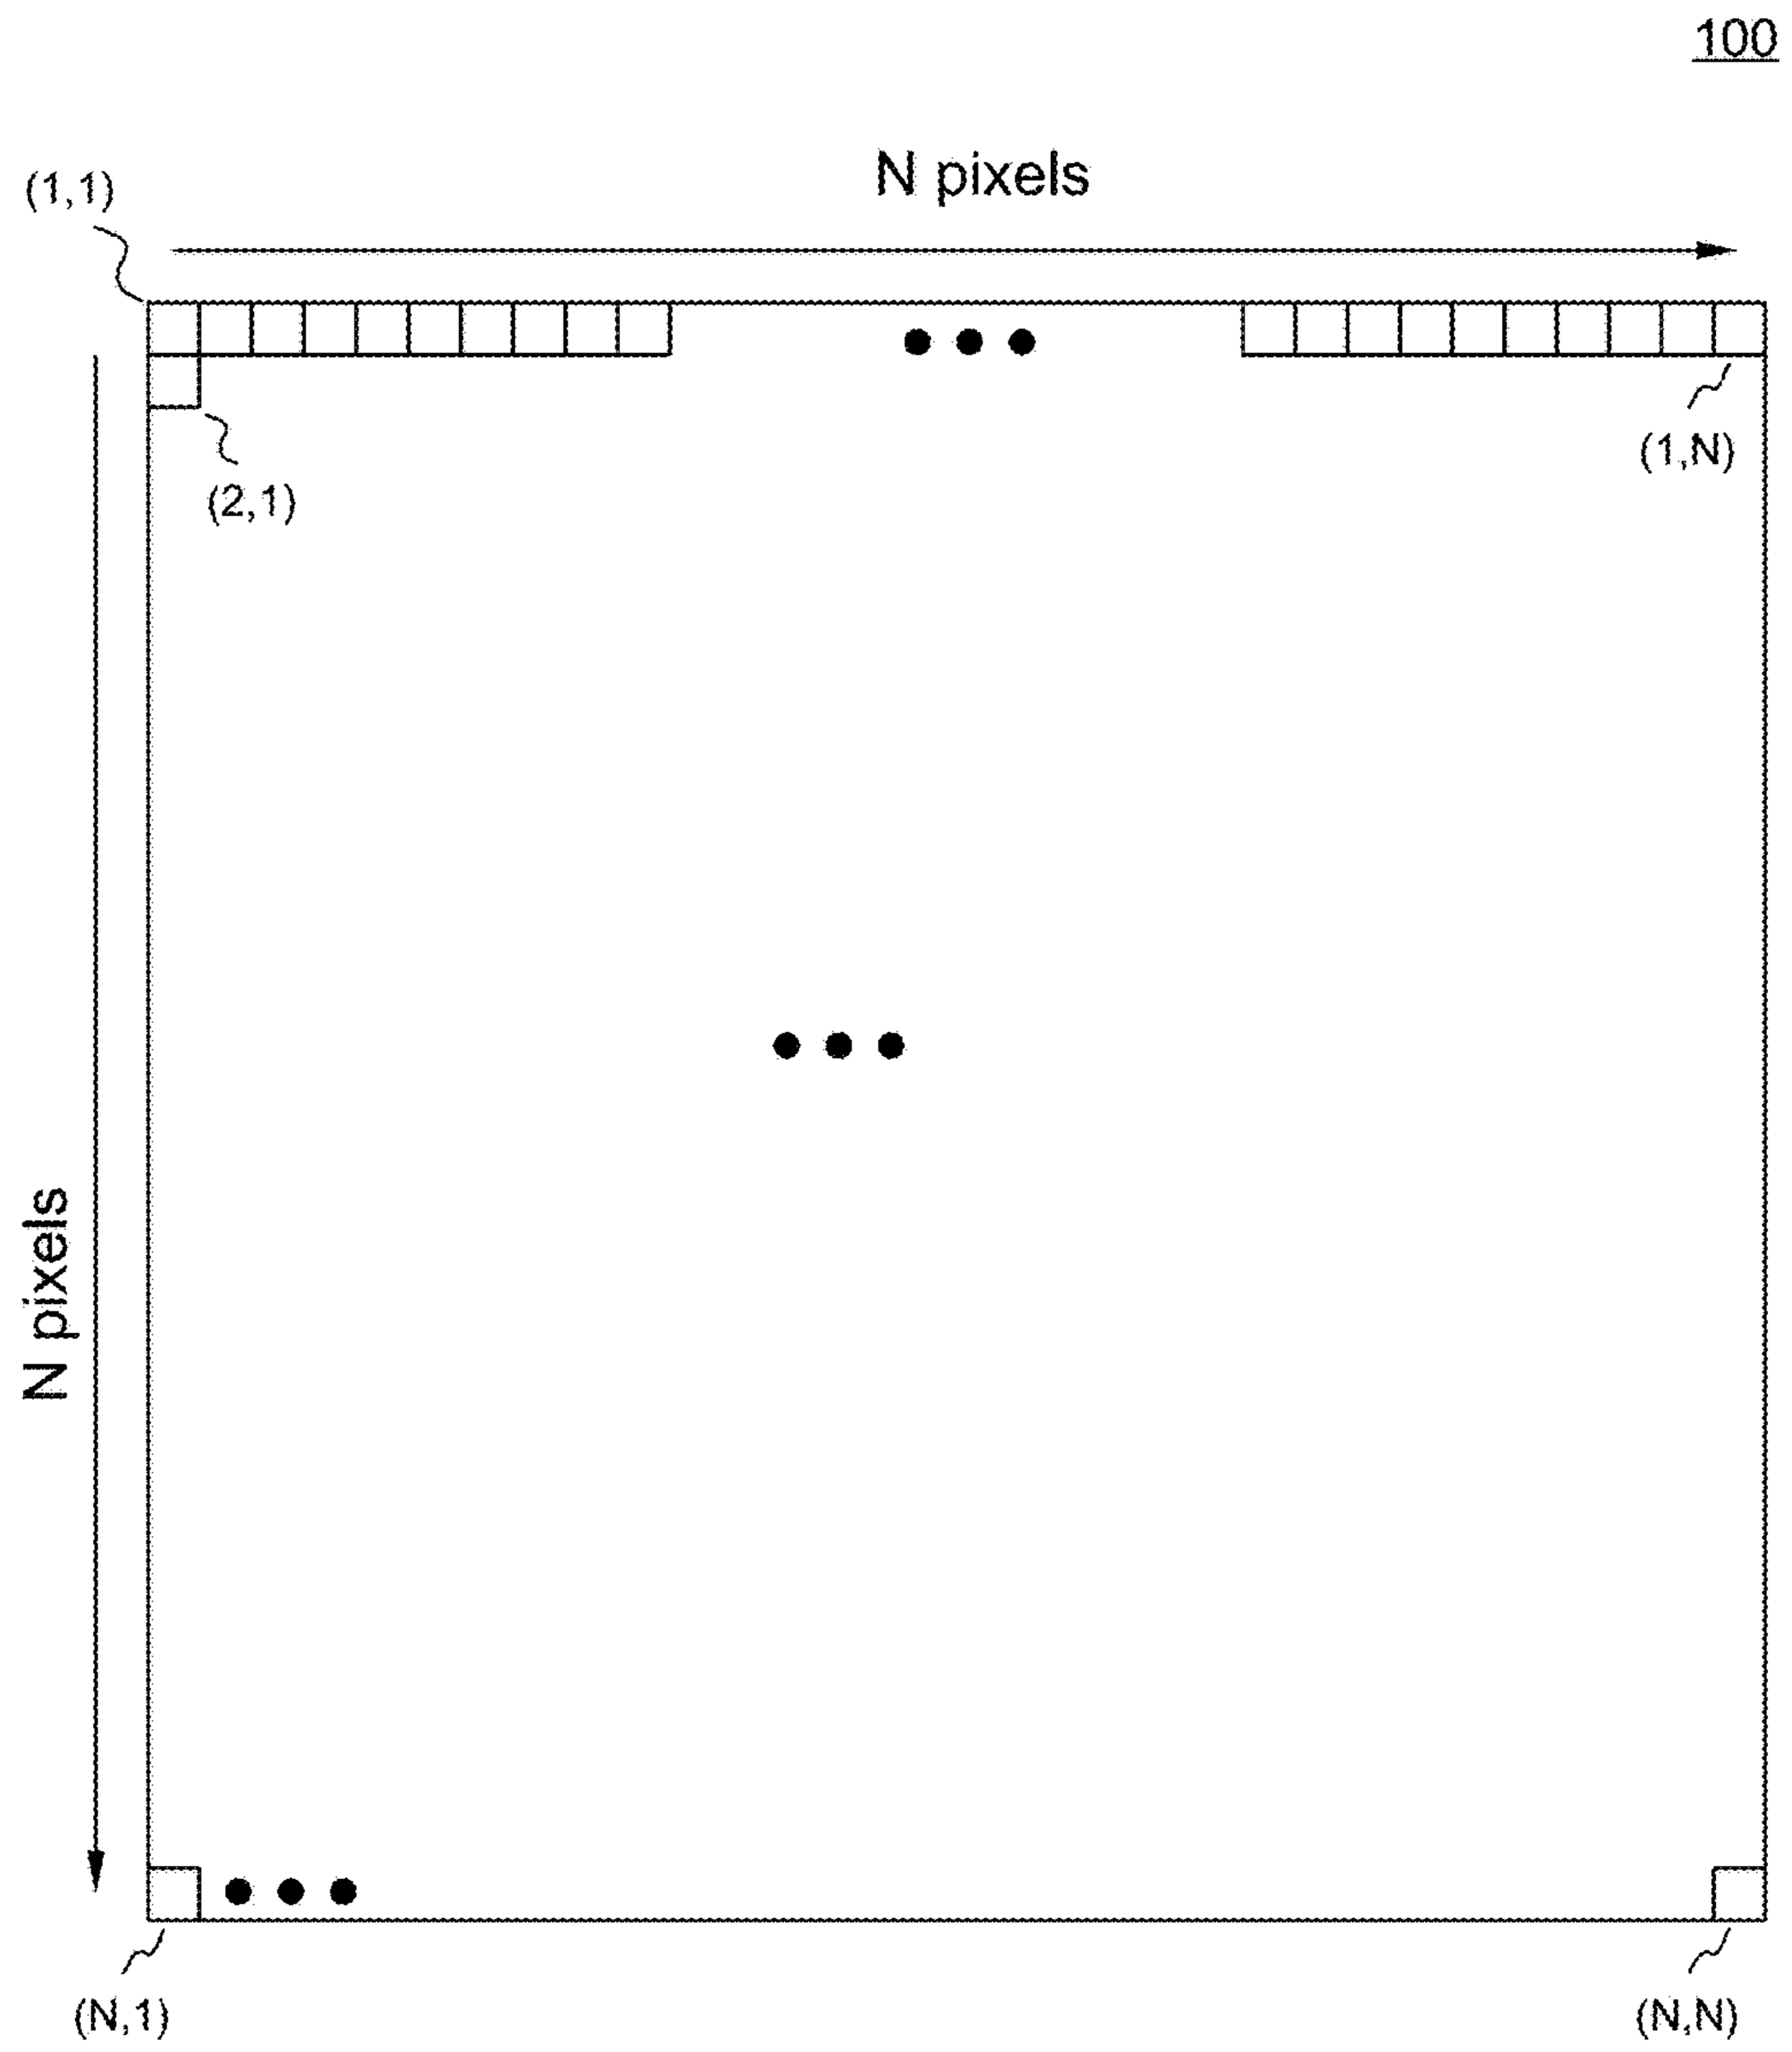 100
N pixels
(1,1)
(1,N)
(2,1)
N pixels
(N,1)
(N,N)